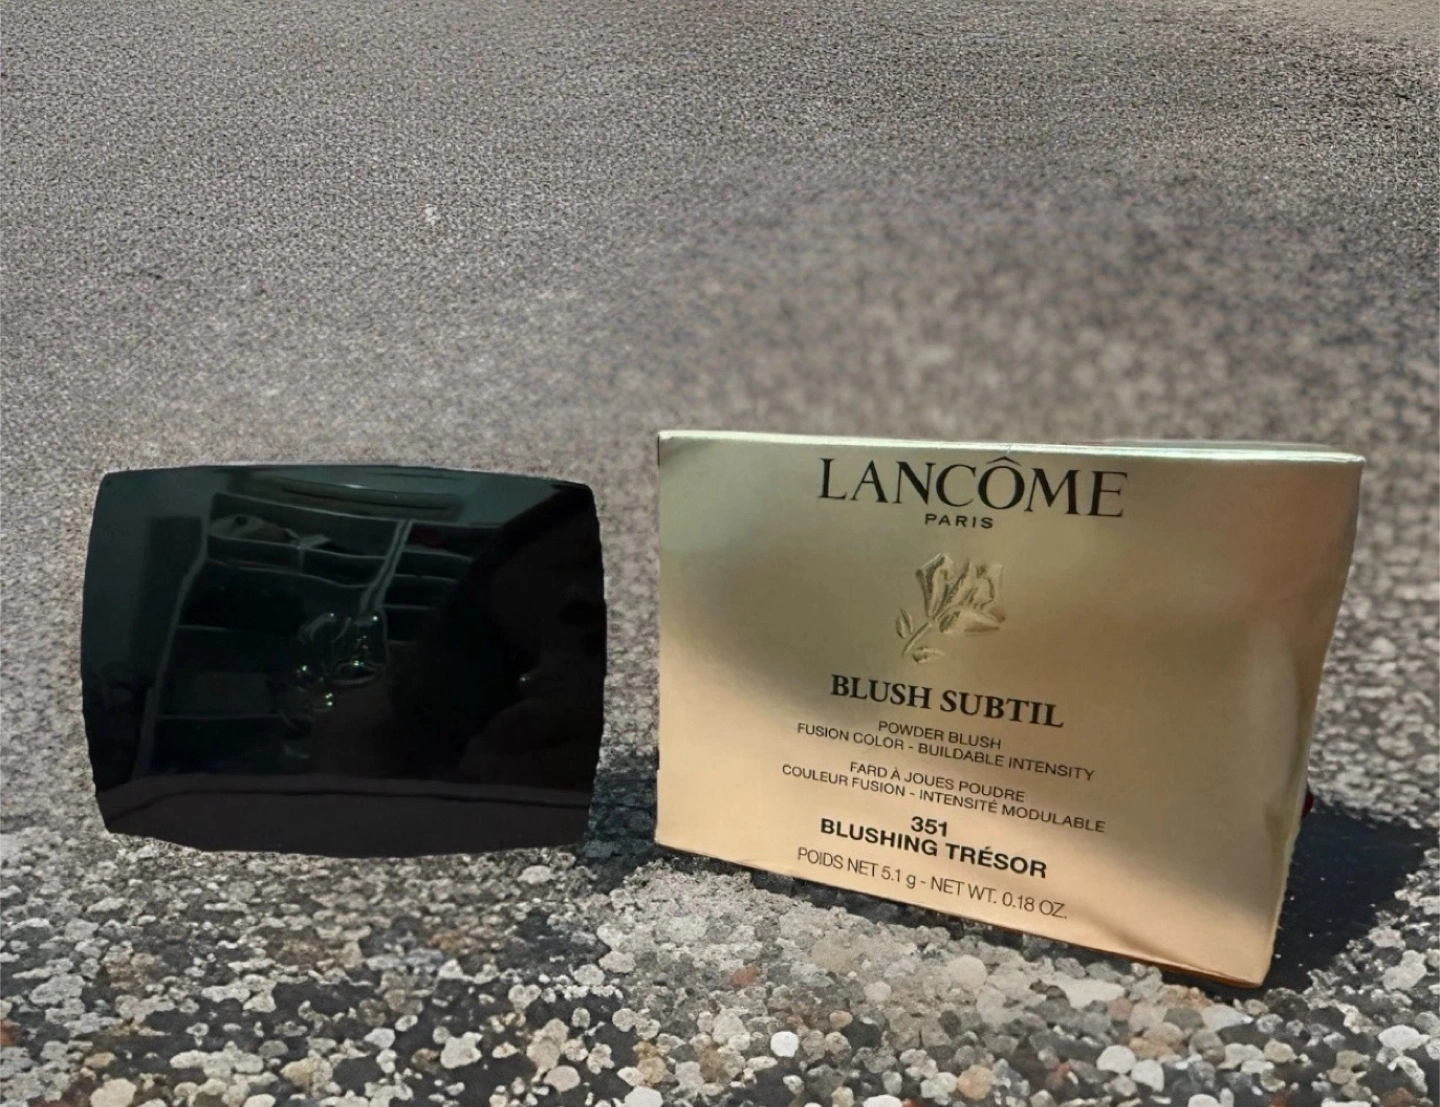 LANCÔME
PARIS
BLUSH SUBTIL
POWDER BLUSH
FUSION COLOR - BUILDABLE INTENSITY
FARD À JOUES POUDRE
COULEUR FUSION - INTENSITÉ MODULABLE
351
BLUSHING TRÉSOR
POIDS NET 5.1 g - NET WT. 0.18 OZ.